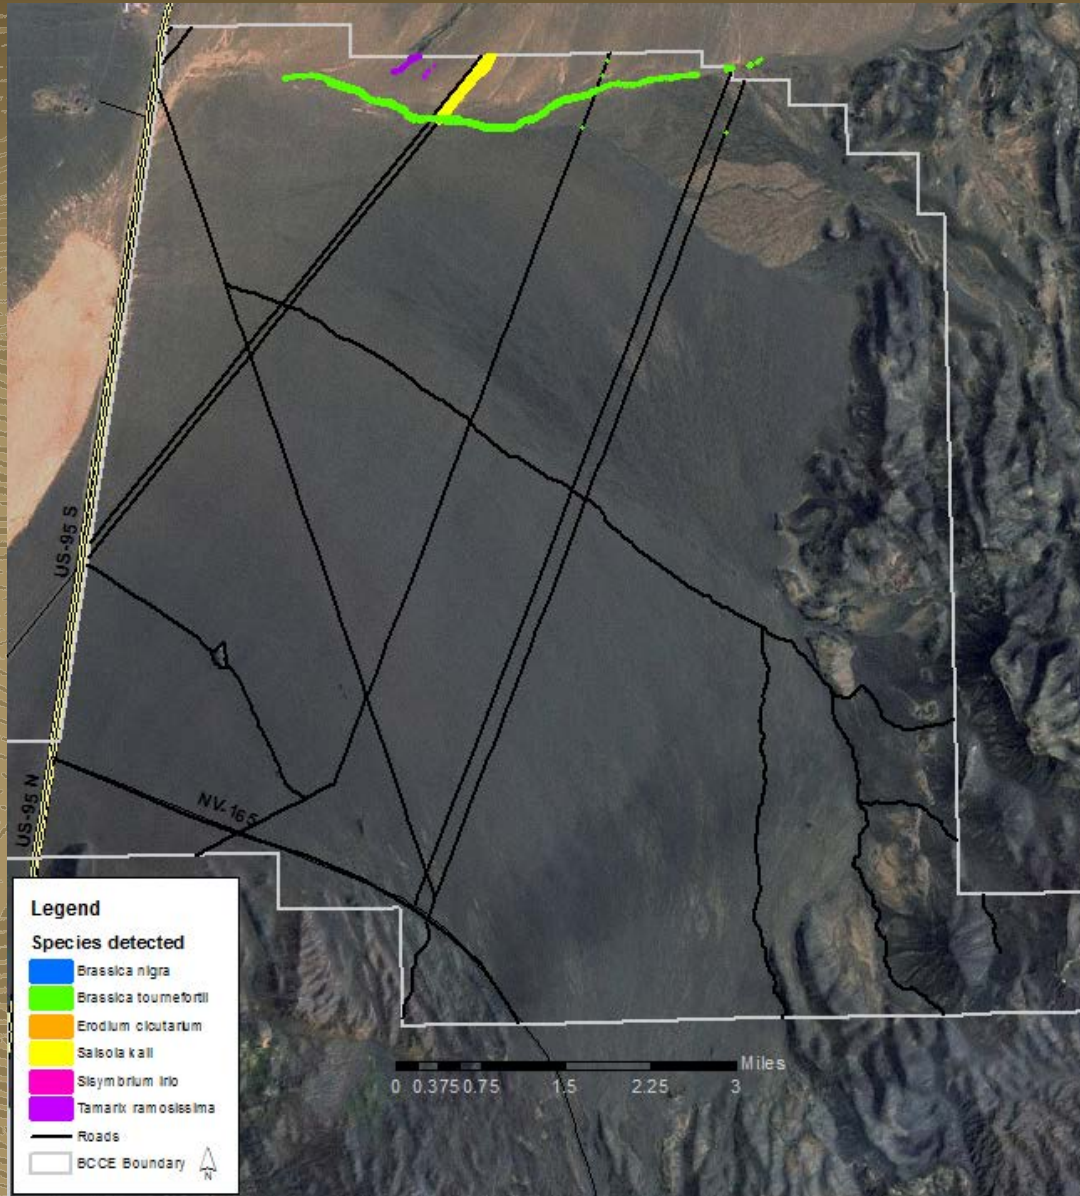 US-95 S
US-95 N
NV-165
Legend
Species detected
Brassica nigra
Brassica tournefortii
Erodium cicutarium
Salsola kali
Sisymbrium irio
Tamarix ramosissima
Roads
BCCE Boundary
N
Miles
0 0.375 0.75 1.5 2.25 3